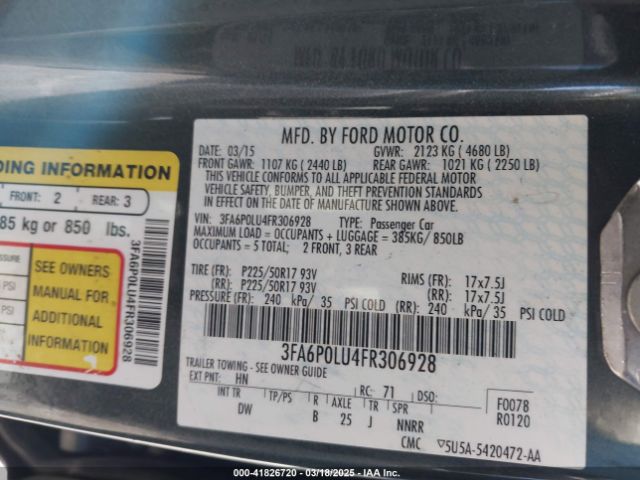 MFD. BY FORD MOTOR CO.
DATE: 03/15 GVWR: 2123 KG ( 4680 LB)
FRONT GAWR: 1107 KG ( 2440 LB) REAR GAWR: 1021 KG ( 2250 LB)
THIS VEHICLE CONFORMS TO ALL APPLICABLE FEDERAL MOTOR
VEHICLE SAFETY, BUMPER, AND THEFT PREVENTION STANDARDS
IN EFFECT ON THE DATE OF MANUFACTURE SHOWN ABOVE.
VIN: 3FA6P0LU4FR306928 TYPE: Passenger Car
MAXIMUM LOAD = OCCUPANTS + LUGGAGE = 385KG/ 850LB
OCCUPANTS = 5 TOTAL; 2 FRONT, 3 REAR
TIRE (FR): P225/50R17 93V RIMS (FR): 17x7.5J
(RR): P225/50R17 93V (RR): 17x7.5J
PRESSURE (FR): 240 kPa/ 35 PSI COLD (RR): 240 kPa/ 35 PSI COLD
3FA6P0LU4FR306928
TRAILER TOWING - SEE OWNER GUIDE
EXT PNT: HN RC: 71 DSO: F0078
INT TR TP/PS R AXLE TR SPR R0120
DW B 25 J NNRR
CMC 5U5A-5420472-AA
DING INFORMATION
FRONT: 2 REAR: 3
85 kg or 850 lbs.
SEE OWNERS
MANUAL FOR
ADDITIONAL
INFORMATION
3FA6P0LU4FR306928
000-41826720 - 03/18/2025 - IAA, Inc.